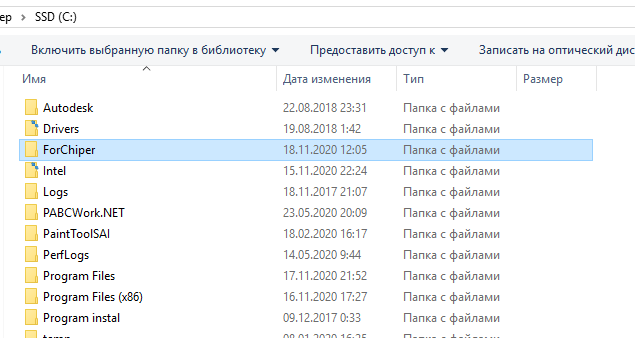 ер > SSD (C:)
Включить выбранную папку в библиотеку Предоставить доступ к Записать на оптический дис
Имя Дата изменения Тип Размер
Autodesk 22.08.2018 23:31 Папка с файлами
Drivers 19.08.2018 1:42 Папка с файлами
ForChiper 18.11.2020 12:05 Папка с файлами
Intel 15.11.2020 22:24 Папка с файлами
Logs 18.11.2017 21:07 Папка с файлами
PABCWork.NET 23.05.2020 20:09 Папка с файлами
PaintToolSAI 18.02.2020 16:17 Папка с файлами
PerfLogs 14.05.2020 9:44 Папка с файлами
Program Files 17.11.2020 21:52 Папка с файлами
Program Files (x86) 16.11.2020 17:27 Папка с файлами
Program instal 09.12.2017 0:33 Папка с файлами